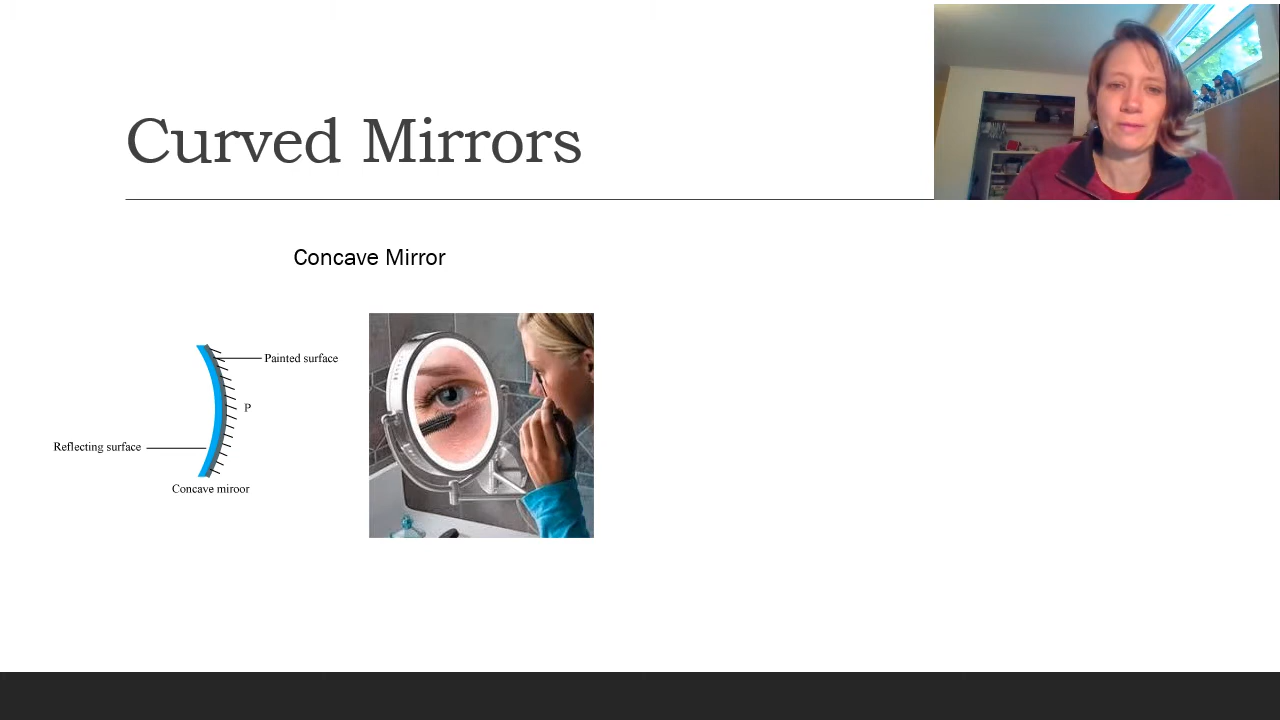 Curved Mirrors
Concave Mirror
Painted surface
P
Reflecting surface
Concave miroor